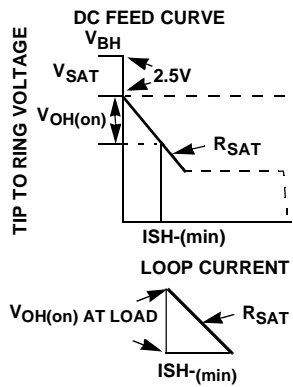 DC FEED CURVE
VBH
VSAT
2.5V
VOH(on)
RSAT
TIP TO RING VOLTAGE
ISH-(min)
LOOP CURRENT
VOH(on) AT LOAD
RSAT
ISH-(min)